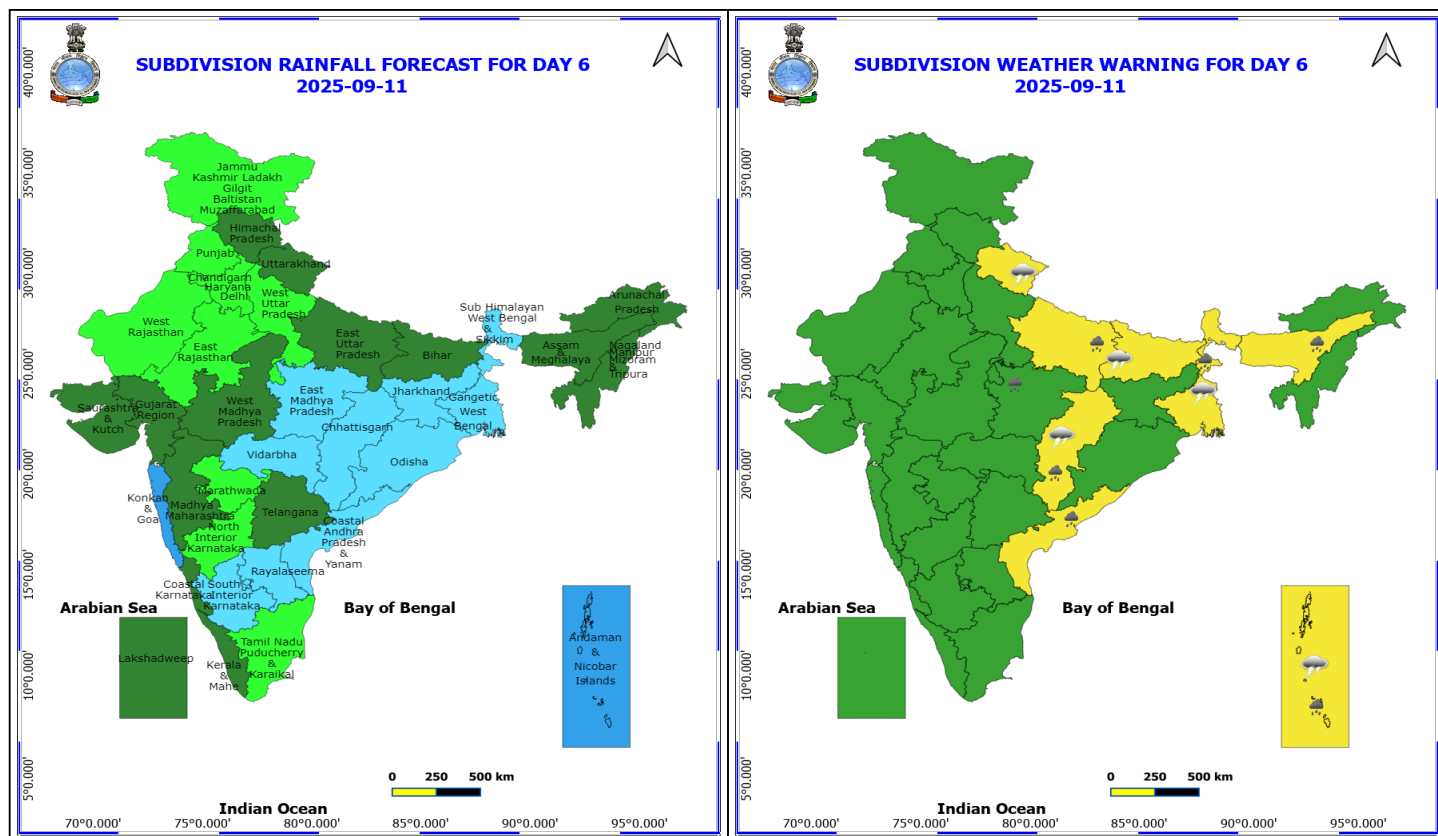 SUBDIVISION RAINFALL FORECAST FOR DAY 6
2025-09-11
40°0.000'
35°0.000'
30°0.000'
25°0.000'
20°0.000'
15°0.000'
10°0.000'
5°0.000'
Jammu
Kashmir Ladakh
Gilgit
Baltistan
Muzaffarabad
Himachal
Pradesh
Punjab
Uttarakhand
Chandigarh
Haryana
Delhi
West
Uttar
Pradesh
West
Rajasthan
East
Rajasthan
East
Uttar
Pradesh
Bihar
Sub Himalayan
West Bengal
&
Sikkim
Arunachal
Pradesh
Assam
&
Meghalaya
Nagaland
Manipur
Mizoram
&
Tripura
Saurashtra
&
Kutch
Gujarat
Region
West
Madhya
Pradesh
East
Madhya
Pradesh
Jharkhand
Gangetic
West
Bengal
Chhattisgarh
Vidarbha
Odisha
Konkan
&
Goa
Madhya
Maharashtra
Marathwada
Telangana
North
Interior
Karnataka
Coastal
Andhra
Pradesh
&
Yanam
Rayalaseema
Coastal
Karnataka
South
Interior
Karnataka
Arabian Sea
Bay of Bengal
Lakshadweep
Kerala
&
Mahe
Tamil Nadu
Puducherry
&
Karaikal
Andaman
&
Nicobar
Islands
0 250 500 km
Indian Ocean
70°0.000' 75°0.000' 80°0.000' 85°0.000' 90°0.000' 95°0.000'
SUBDIVISION WEATHER WARNING FOR DAY 6
2025-09-11
40°0.000'
35°0.000'
30°0.000'
25°0.000'
20°0.000'
15°0.000'
10°0.000'
5°0.000'
Arabian Sea
Bay of Bengal
0 250 500 km
Indian Ocean
70°0.000' 75°0.000' 80°0.000' 85°0.000' 90°0.000' 95°0.000'